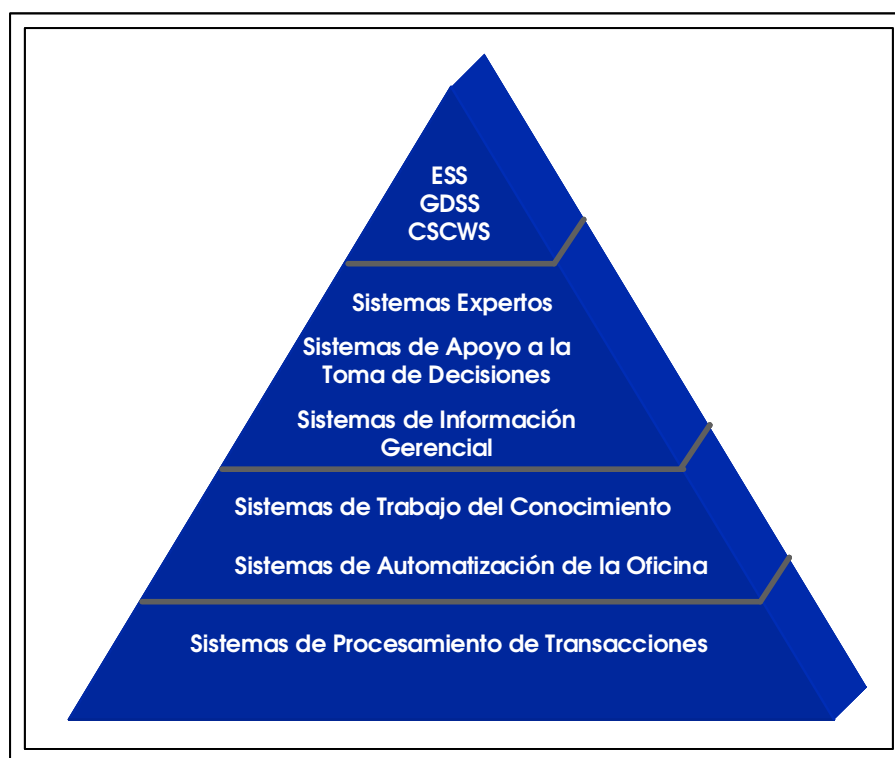 ESS
GDSS
CSCWS
Sistemas Expertos
Sistemas de Apoyo a la
Toma de Decisiones
Sistemas de Información
Gerencial
Sistemas de Trabajo del Conocimiento
Sistemas de Automatización de la Oficina
Sistemas de Procesamiento de Transacciones